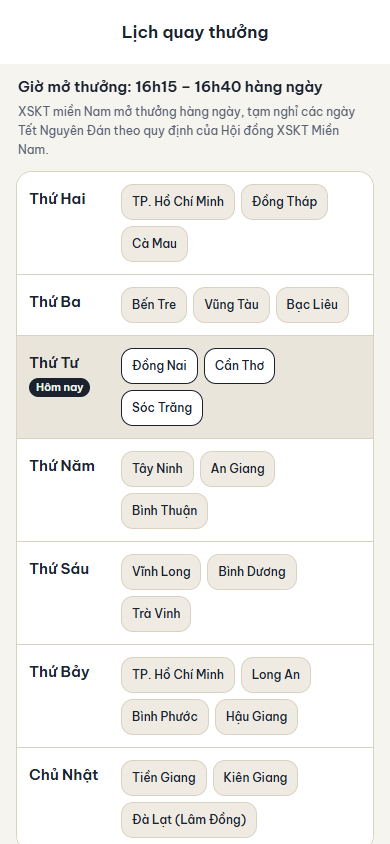 Lịch quay thưởng
Giờ mở thưởng: 16h15 – 16h40 hàng ngày
XSKT miền Nam mở thưởng hàng ngày, tạm nghỉ các ngày
Tết Nguyên Đán theo quy định của Hội đồng XSKT Miền
Nam.
Thứ Hai
TP. Hồ Chí Minh Đồng Tháp
Cà Mau
Thứ Ba
Bến Tre Vũng Tàu Bạc Liêu
Thứ Tư
Hôm nay
Đồng Nai Cần Thơ
Sóc Trăng
Thứ Năm
Tây Ninh An Giang
Bình Thuận
Thứ Sáu
Vĩnh Long Bình Dương
Trà Vinh
Thứ Bảy
TP. Hồ Chí Minh Long An
Bình Phước Hậu Giang
Chủ Nhật
Tiền Giang Kiên Giang
Đà Lạt (Lâm Đồng)